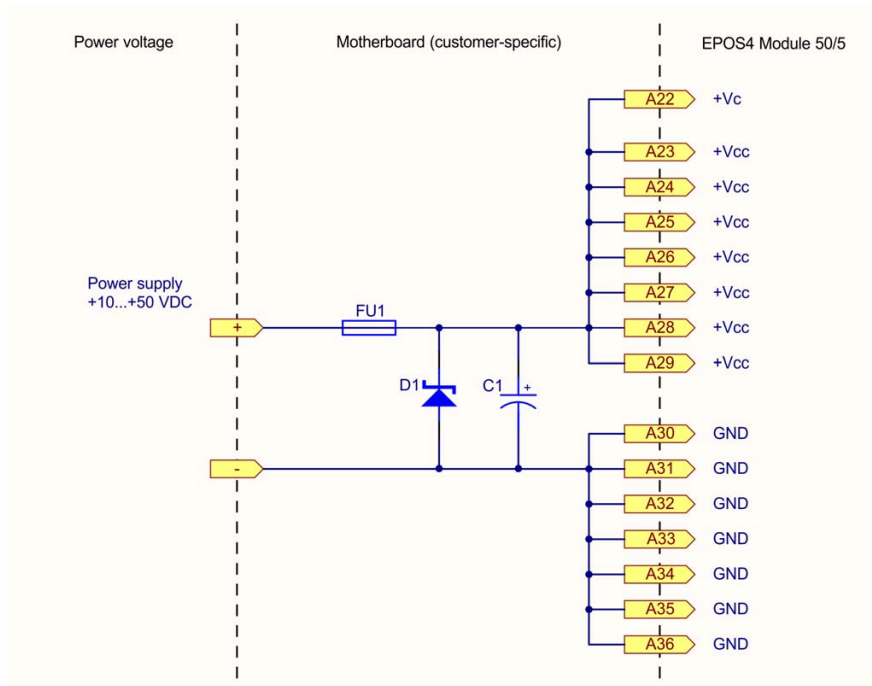 Power voltage
Motherboard (customer-specific)
EPOS4 Module 50/5
A22 +Vc
A23 +Vcc
A24 +Vcc
A25 +Vcc
A26 +Vcc
A27 +Vcc
Power supply
+10...+50 VDC
FU1
+
A28 +Vcc
A29 +Vcc
D1
C1 +
A30 GND
-
A31 GND
A32 GND
A33 GND
A34 GND
A35 GND
A36 GND